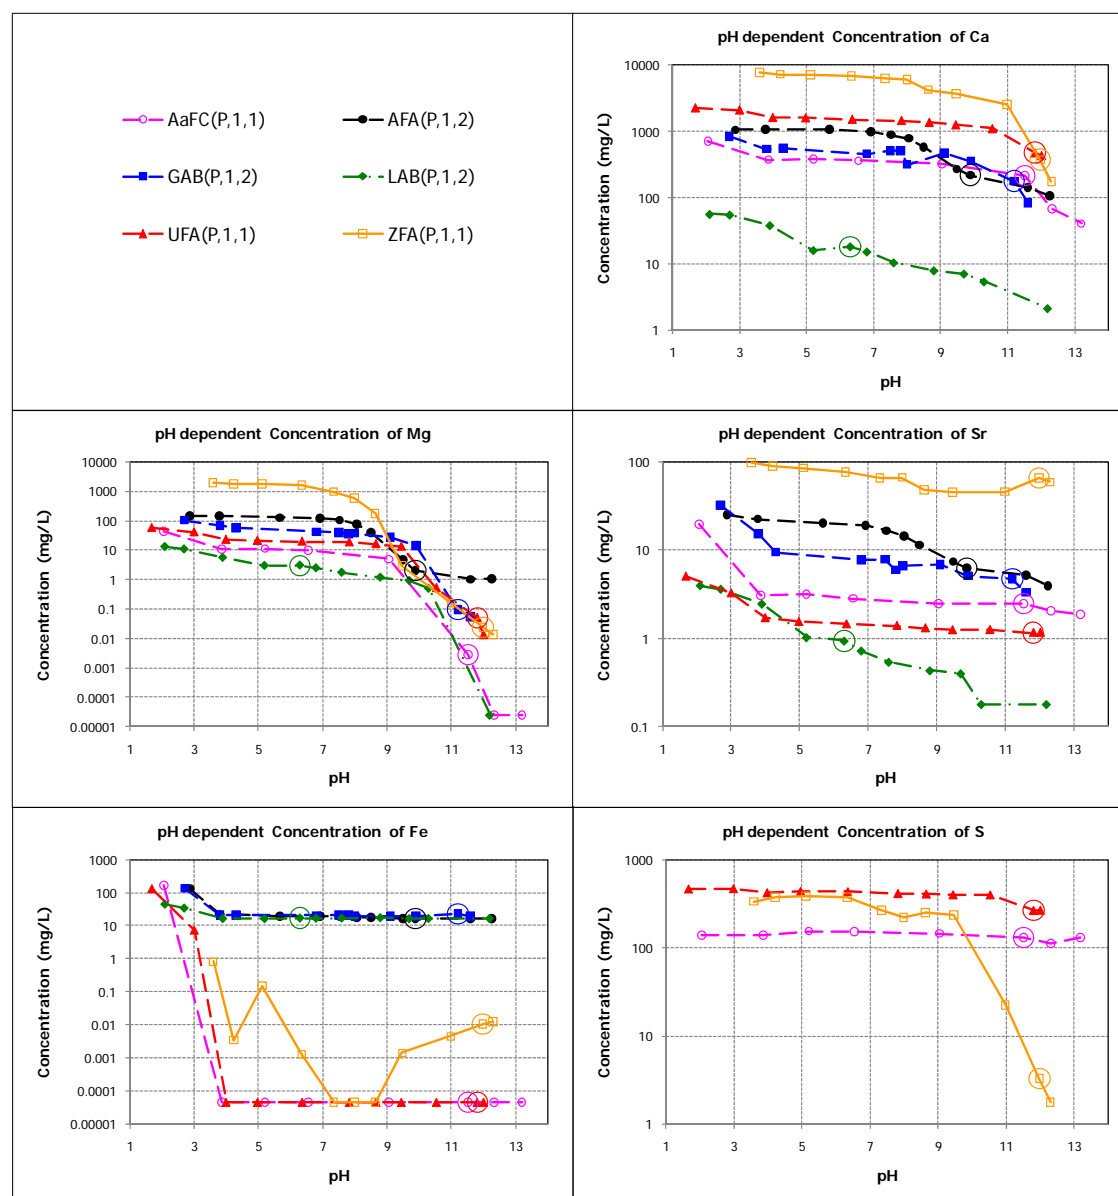 AaFC(P,1,1) AFA(P,1,2)
GAB(P,1,2) LAB(P,1,2)
UFA(P,1,1) ZFA(P,1,1)
pH dependent Concentration of Ca
Concentration (mg/L)
10000
1000
100
10
1
1 3 5 7 9 11 13
pH
pH dependent Concentration of Mg
Concentration (mg/L)
10000
1000
100
10
1
0.1
0.01
0.001
0.0001
0.00001
1 3 5 7 9 11 13
pH
pH dependent Concentration of Sr
Concentration (mg/L)
100
10
1
0.1
1 3 5 7 9 11 13
pH
pH dependent Concentration of Fe
Concentration (mg/L)
1000
100
10
1
0.1
0.01
0.001
0.0001
0.00001
1 3 5 7 9 11 13
pH
pH dependent Concentration of S
Concentration (mg/L)
1000
100
10
1
1 3 5 7 9 11 13
pH